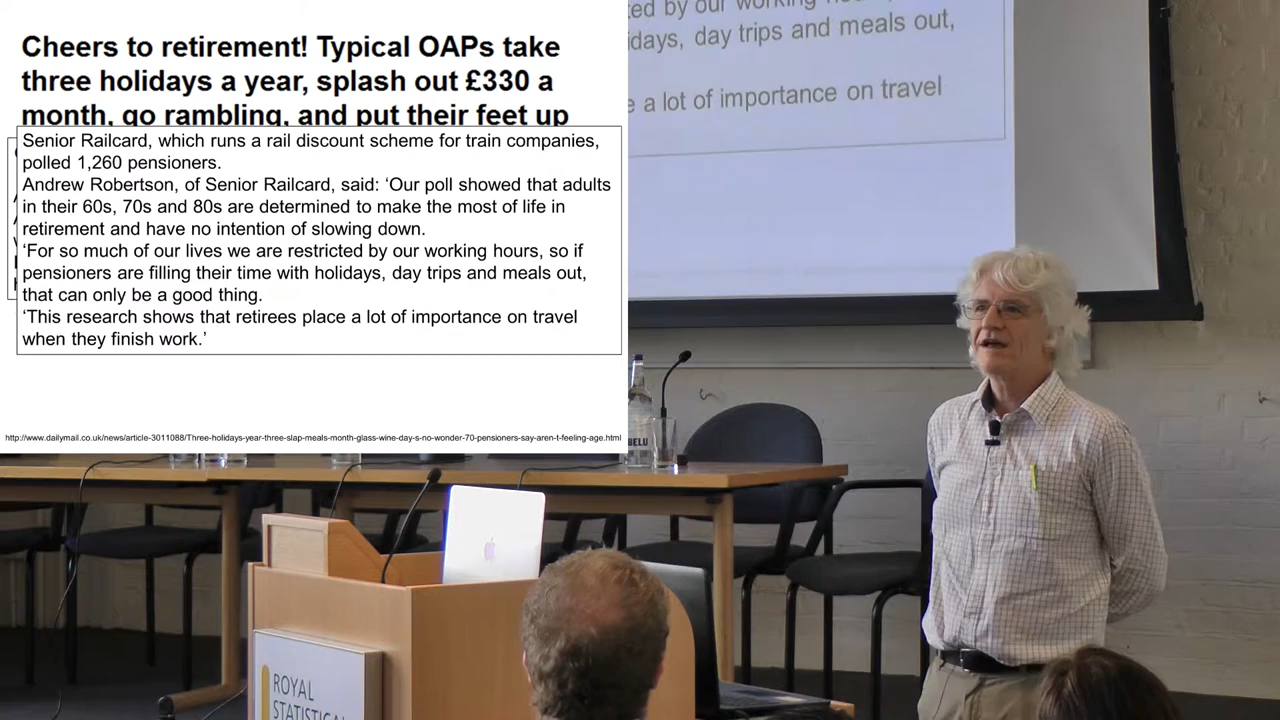 Cheers to retirement! Typical OAPs take
three holidays a year, splash out £330 a
month, go rambling, and put their feet up
Senior Railcard, which runs a rail discount scheme for train companies,
polled 1,260 pensioners.
Andrew Robertson, of Senior Railcard, said: ‘Our poll showed that adults
in their 60s, 70s and 80s are determined to make the most of life in
retirement and have no intention of slowing down.
‘For so much of our lives we are restricted by our working hours, so if
pensioners are filling their time with holidays, day trips and meals out,
that can only be a good thing.
‘This research shows that retirees place a lot of importance on travel
when they finish work.’
http://www.dailymail.co.uk/news/article-3011088/Three-holidays-year-three-slap-meals-month-glass-wine-day-s-no-wonder-70-pensioners-say-aren-t-feeling-age.html
ed by our working
idays, day trips and meals out,
e a lot of importance on travel
BELU
ROYAL
STATISTICAL